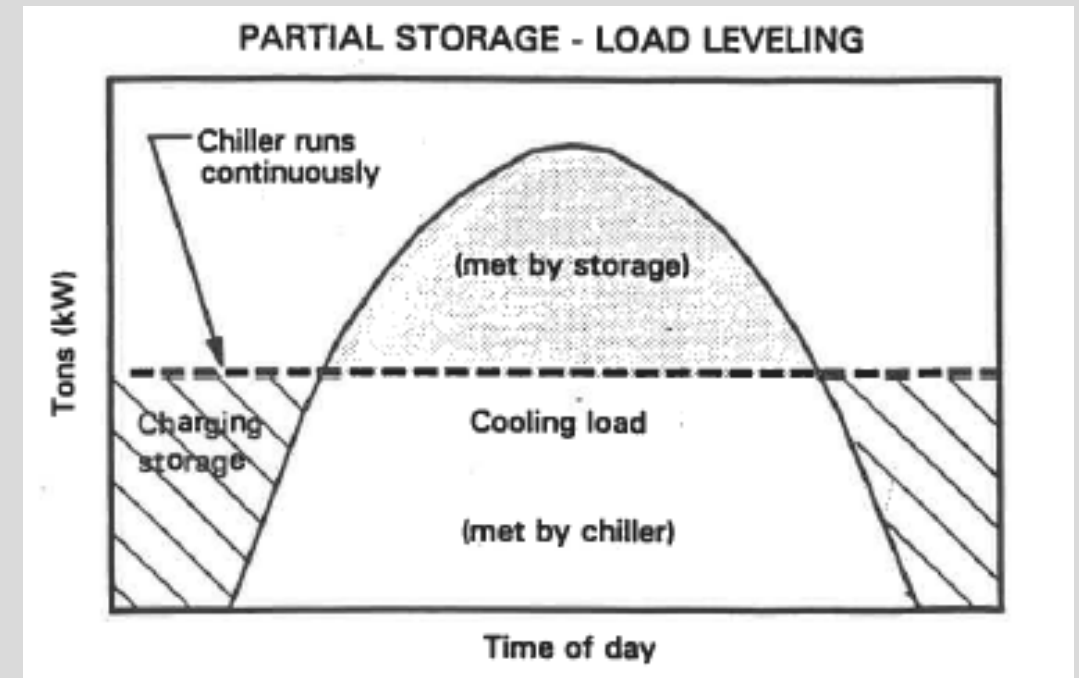 PARTIAL STORAGE - LOAD LEVELING
Chiller runs
continuously
(met by storage)
Tons (kW)
Charging
storage
Cooling load
(met by chiller)
Time of day